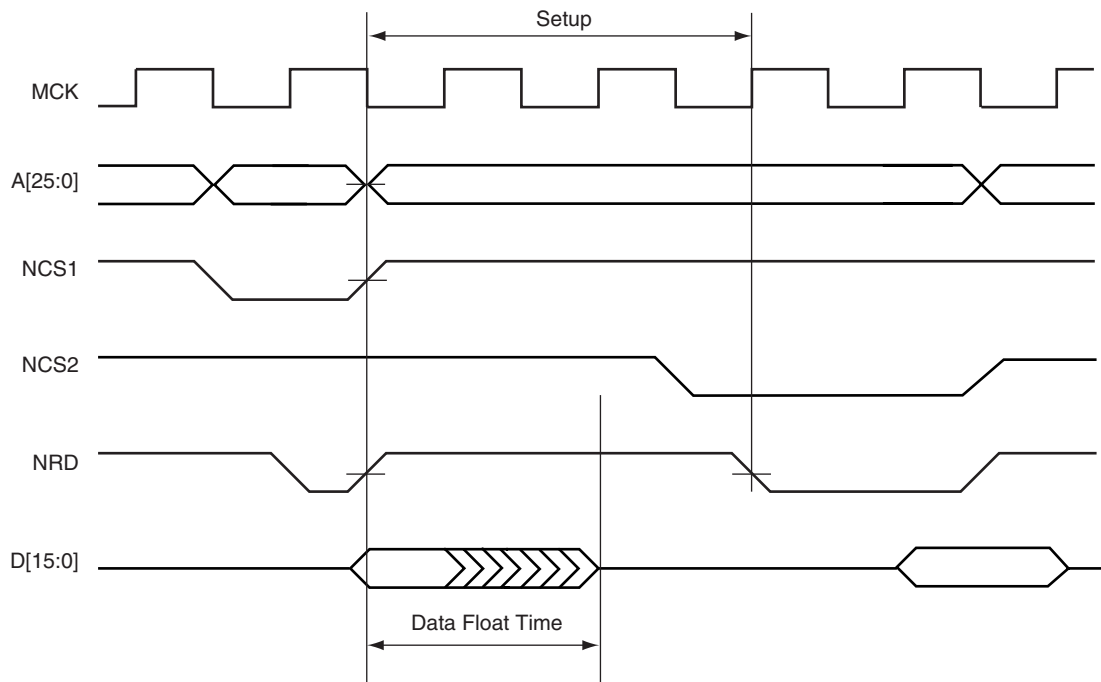 Setup
MCK
A[25:0]
NCS1
NCS2
NRD
D[15:0]
Data Float Time